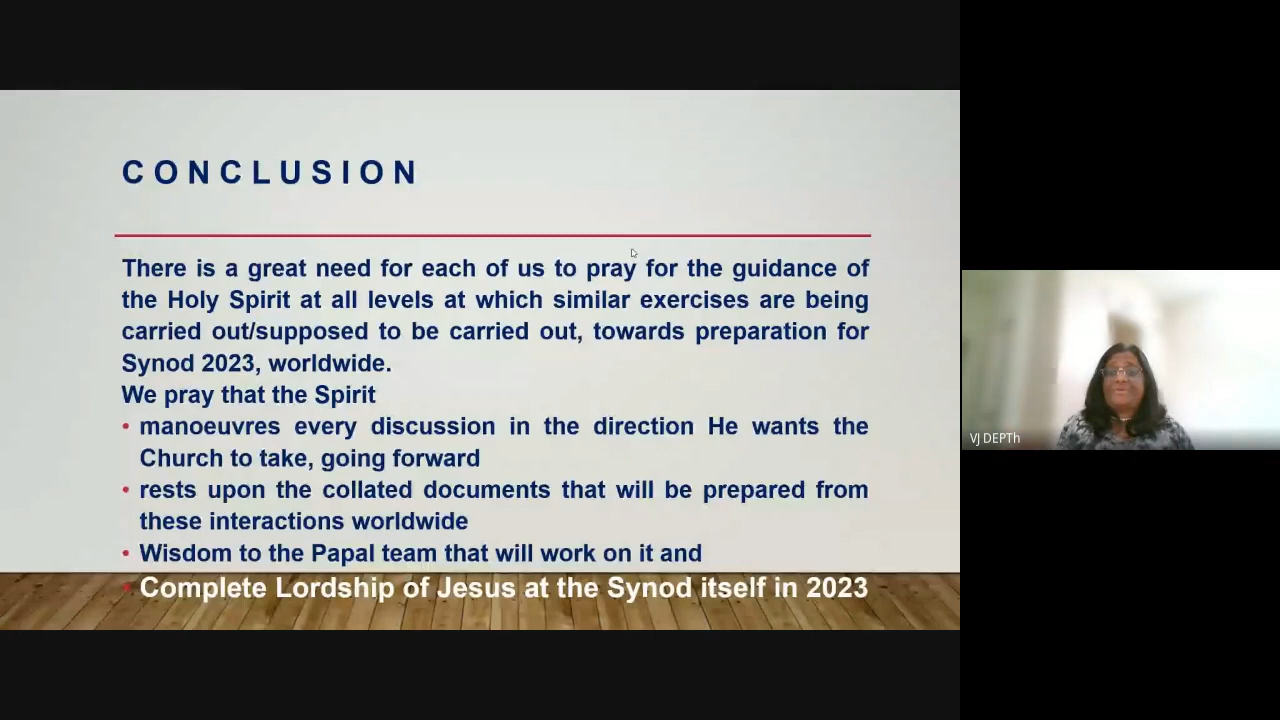 CONCLUSION
There is a great need for each of us to pray for the guidance of
the Holy Spirit at all levels at which similar exercises are being
carried out/supposed to be carried out, towards preparation for
Synod 2023, worldwide.
We pray that the Spirit
• manoeuvres every discussion in the direction He wants the
Church to take, going forward
• rests upon the collated documents that will be prepared from
these interactions worldwide
• Wisdom to the Papal team that will work on it and
• Complete Lordship of Jesus at the Synod itself in 2023
VJ DEPTh